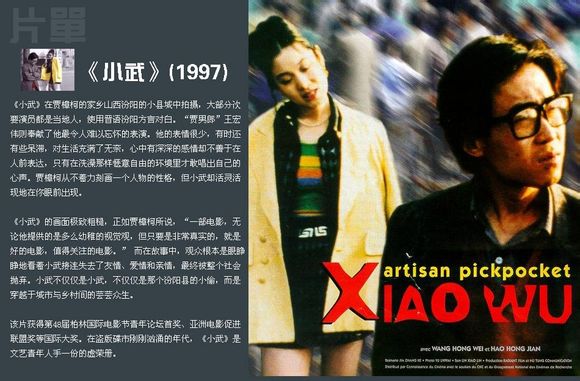 片單
《小武》(1997)
《小武》在贾樟柯的家乡山西汾阳的小县城中拍摄，大部分次
要演员都是当地人，使用晋语汾阳方言对白。“贾男郎”王宏
伟则奉献了他最令人难以忘怀的表演。他的表情很少，有时还
有些呆滞，对生活充满了无奈，心中有深深的感情却不善于在
人前表达，只有在洗澡那样惬意自由的环境里才敢唱出自己的
心声。贾樟柯从不着力刻画一个人物的性格，但小武却活灵活
现地在你眼前出现。
《小武》的画面极致粗糙，正如贾樟柯所说，“一部电影，无
论他提供的是多么幼稚的视觉观，但只要是非常真实的，就是
好的电影，值得关注的电影。” 而在故事中，观众根本是眼睁
睁地看着小武接连失去了友情、爱情和亲情，最终被整个社会
抛弃。小武不仅仅是小武，不仅仅是那个汾阳县的小偷，而是
穿越于城市与乡村间的芸芸众生。
该片获得第48届柏林国际电影节青年论坛首奖、亚洲电影促进
联盟奖等国际大奖。在盗版碟市刚刚汹涌的年代，《小武》是
文艺青年人手一份的虚荣册。
artisan pickpocket
XIAO WU
avec WANG HONG WEI et HAO HONG JIAN